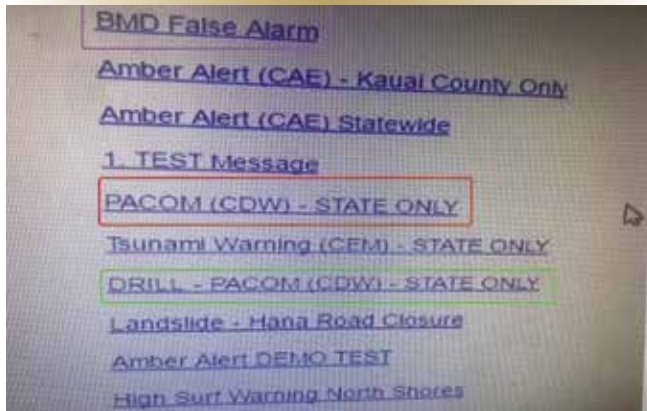 BMD False Alarm
Amber Alert (CAE) - Kauai County Only
Amber Alert (CAE) Statewide
1. TEST Message
PACOM (CDW) - STATE ONLY
Tsunami Warning (CEM) - STATE ONLY
DRILL - PACOM (CDW) - STATE ONLY
Landslide - Hana Road Closure
Amber Alert DEMO TEST
High Surf Warning North Shores